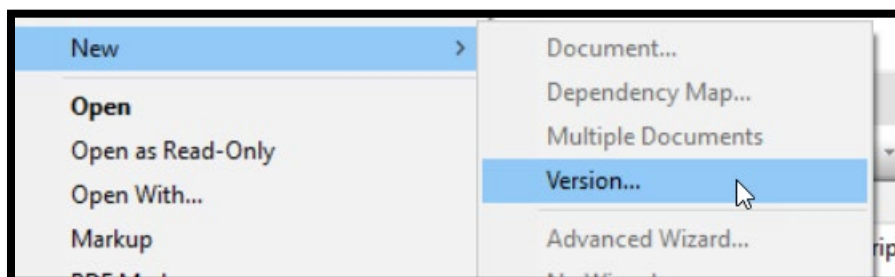 New >
Document...
Dependency Map...
Open
Multiple Documents
Open as Read-Only
Version...
Open With...
Markup
Advanced Wizard...